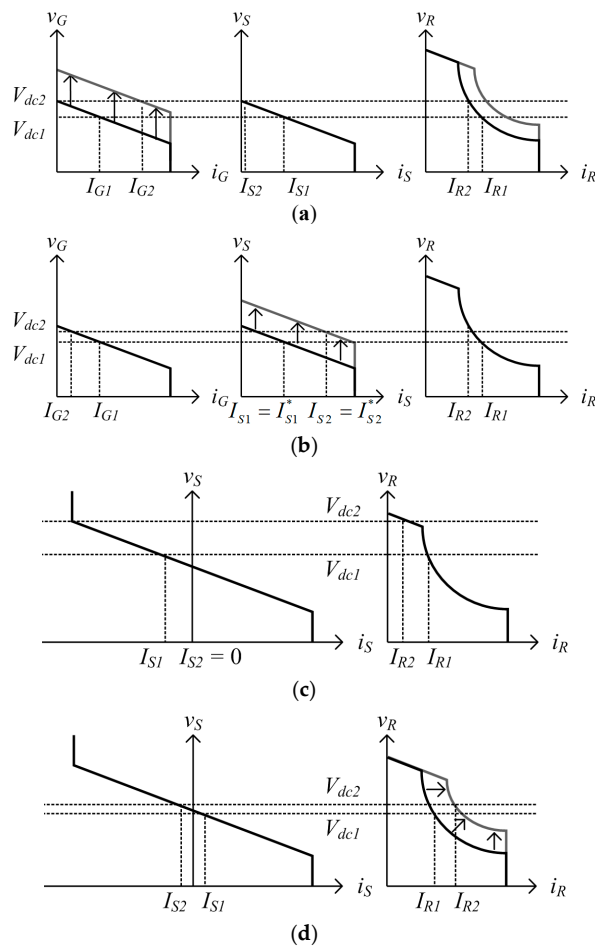 v_G v_S v_R
V_dc2
V_dc1
I_G1 I_G2 i_G I_S2 I_S1 i_S I_R2 I_R1 i_R
(a)
v_G v_S v_R
V_dc2
V_dc1
I_G2 I_G1 i_G I_S1 = I*_S1 I_S2 = I*_S2 i_S I_R2 I_R1 i_R
(b)
v_S v_R
V_dc2
V_dc1
I_S1 I_S2 = 0 i_S I_R2 I_R1 i_R
(c)
v_S v_R
V_dc2
V_dc1
I_S2 I_S1 i_S I_R1 I_R2 i_R
(d)